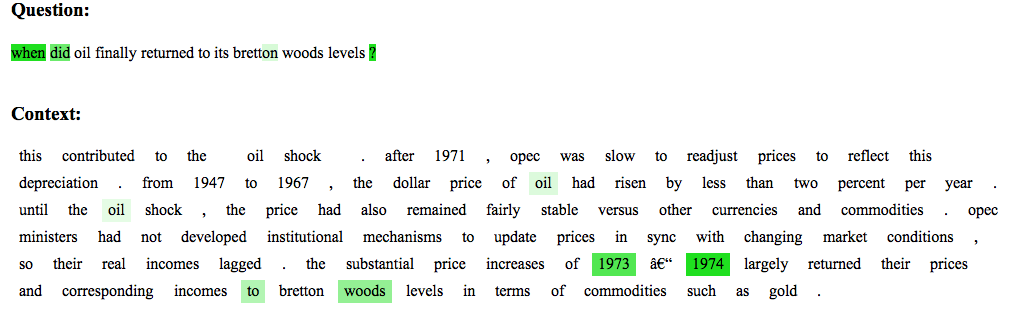 Question:
when did oil finally returned to its bretton woods levels ?
Context:
this contributed to the oil shock . after 1971 , opec was slow to readjust prices to reflect this
depreciation . from 1947 to 1967 , the dollar price of oil had risen by less than two percent per year .
until the oil shock , the price had also remained fairly stable versus other currencies and commodities . opec
ministers had not developed institutional mechanisms to update prices in sync with changing market conditions ,
so their real incomes lagged . the substantial price increases of 1973 â€“ 1974 largely returned their prices
and corresponding incomes to bretton woods levels in terms of commodities such as gold .